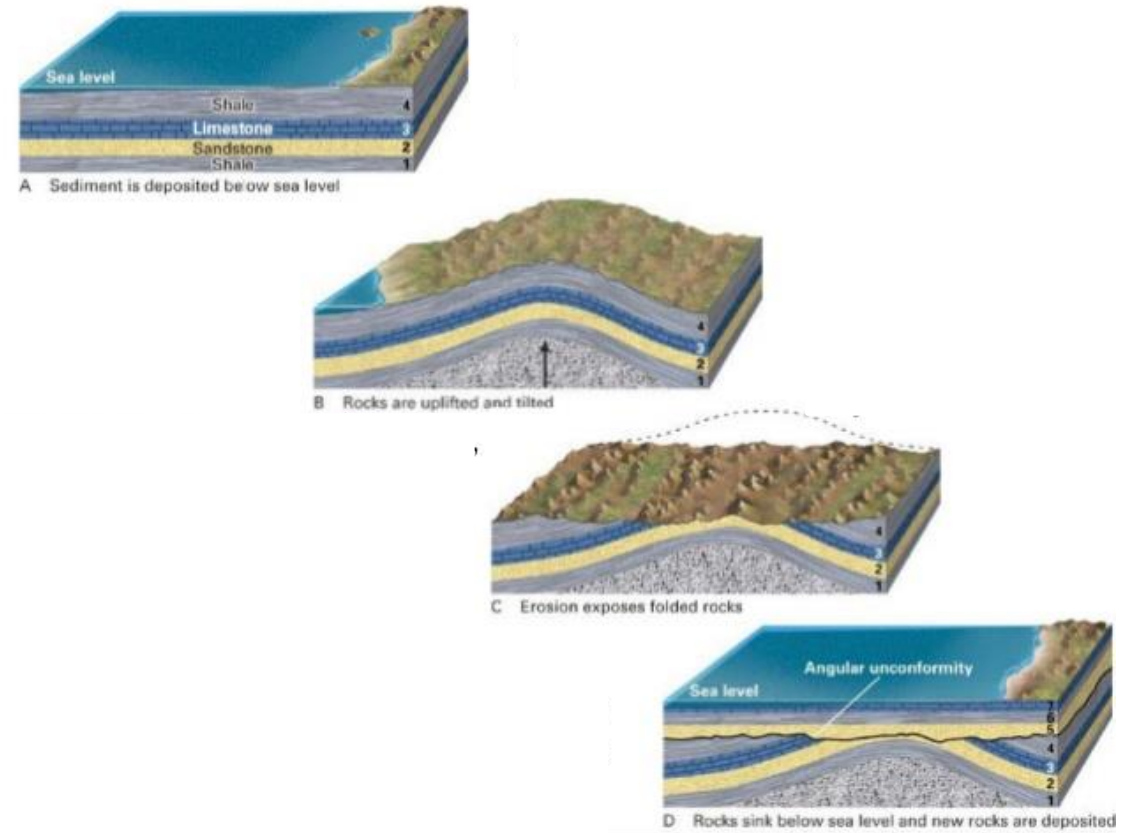 Sea level
Shale 4
Limestone 3
Sandstone 2
Shale 1
A Sediment is deposited be ow sea level
4
3
2
1
B Rocks are uplifted and tilted
4
3
2
1
C Erosion exposes folded rocks
Angular unconformity
Sea level
7
6
5
4
3
2
1
D Rocks sink below sea level and new rocks are deposited